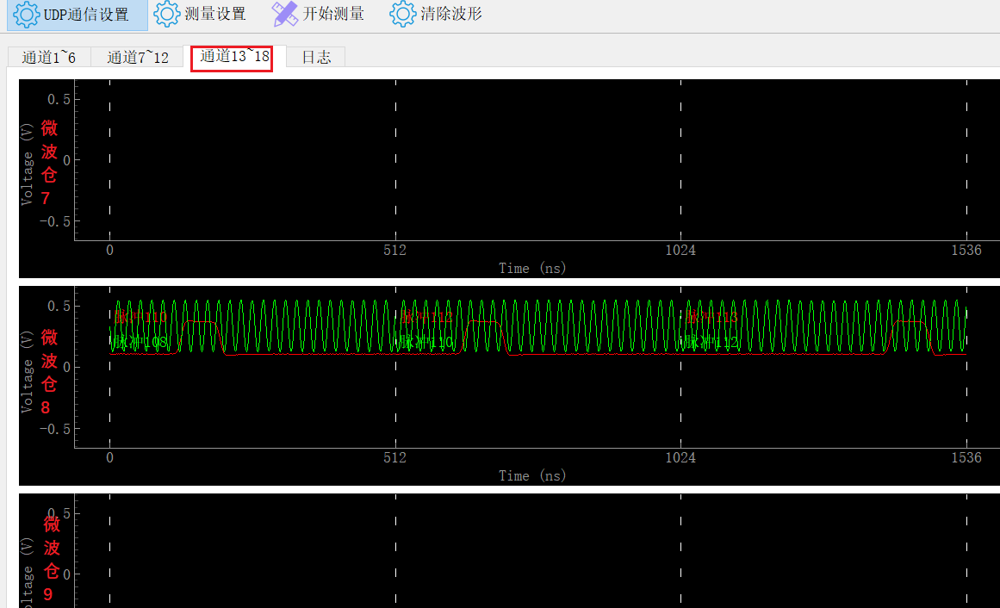 UDP通信设置 测量设置 开始测量 清除波形
通道1~6 通道7~12 通道13~18 日志
0.5
0
-0.5
Voltage (V)
微波仓7
0 512 1024 1536
Time (ns)
0.5
0
-0.5
Voltage (V)
微波仓8
脉冲108 脉冲110 脉冲112
0 512 1024 1536
Time (ns)
0.5
0
微波仓9